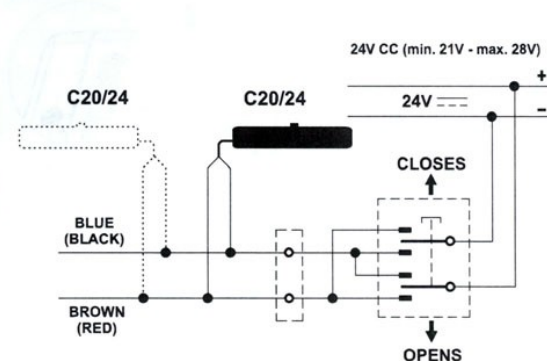 24V CC (min. 21V - max. 28V)
+
C20/24
C20/24
24V
−
CLOSES
BLUE
(BLACK)
BROWN
(RED)
OPENS